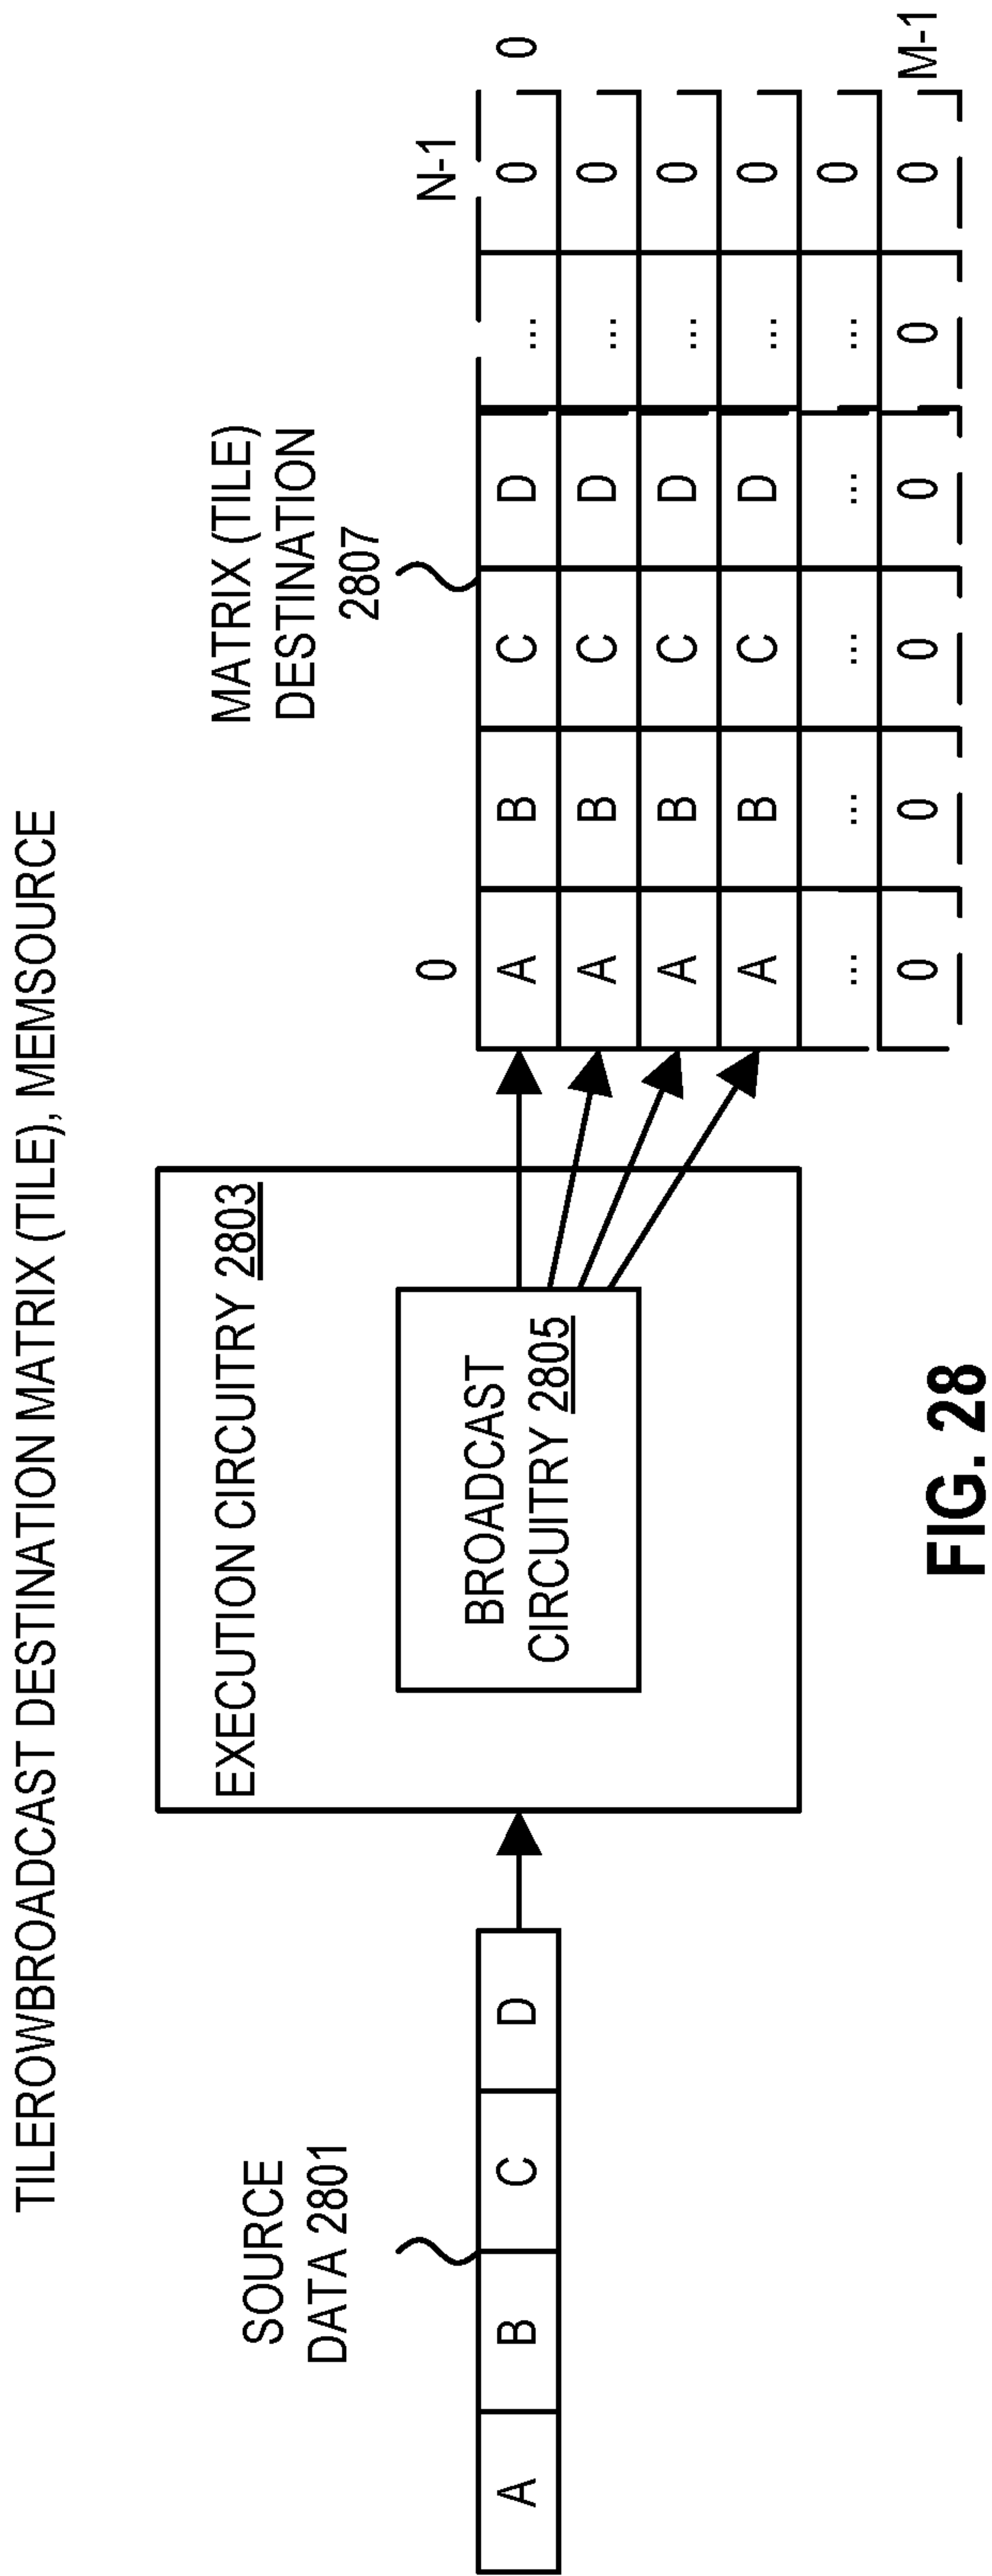 TILEROWBROADCAST DESTINATION MATRIX (TILE), MEMSOURCE
SOURCE
DATA 2801
A B C D
EXECUTION CIRCUITRY 2803
BROADCAST
CIRCUITRY 2805
MATRIX (TILE)
DESTINATION
2807
0 N-1
A B C D ... 0 0
A B C D ... 0
A B C D ... 0
A B C D ... 0
... ... ... ... ... 0
0 0 0 0 0 0 M-1
FIG. 28